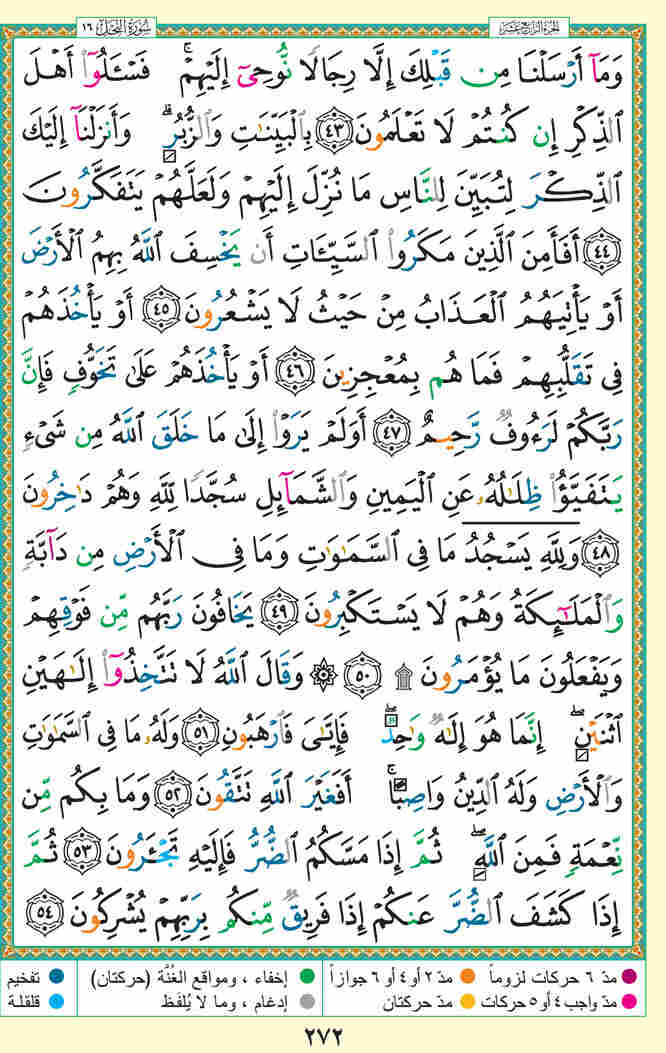 سُورَةُ النَّحْلِ ١٦
الجزء الرابع عشر
وَمَآ أَرْسَلْنَا مِن قَبْلِكَ إِلَّا رِجَالًا نُّوحِىٓ إِلَيْهِمْ ۚ فَسْـَٔلُوٓا۟ أَهْلَ
ٱلذِّكْرِ إِن كُنتُمْ لَا تَعْلَمُونَ ٤٣ بِٱلْبَيِّنَـٰتِ وَٱلزُّبُرِ ۗ وَأَنزَلْنَآ إِلَيْكَ
ٱلذِّكْرَ لِتُبَيِّنَ لِلنَّاسِ مَا نُزِّلَ إِلَيْهِمْ وَلَعَلَّهُمْ يَتَفَكَّرُونَ
٤٤ أَفَأَمِنَ ٱلَّذِينَ مَكَرُوا۟ ٱلسَّيِّـَٔاتِ أَن يَخْسِفَ ٱللَّهُ بِهِمُ ٱلْأَرْضَ
أَوْ يَأْتِيَهُمُ ٱلْعَذَابُ مِنْ حَيْثُ لَا يَشْعُرُونَ ٤٥ أَوْ يَأْخُذَهُمْ
فِى تَقَلُّبِهِمْ فَمَا هُم بِمُعْجِزِينَ ٤٦ أَوْ يَأْخُذَهُمْ عَلَىٰ تَخَوُّفٍ فَإِنَّ
رَبَّكُمْ لَرَءُوفٌ رَّحِيمٌ ٤٧ أَوَلَمْ يَرَوْا۟ إِلَىٰ مَا خَلَقَ ٱللَّهُ مِن شَىْءٍ
يَتَفَيَّؤُا۟ ظِلَـٰلُهُۥ عَنِ ٱلْيَمِينِ وَٱلشَّمَآئِلِ سُجَّدًا لِّلَّهِ وَهُمْ دَٰخِرُونَ
٤٨ وَلِلَّهِ يَسْجُدُ مَا فِى ٱلسَّمَـٰوَٰتِ وَمَا فِى ٱلْأَرْضِ مِن دَآبَّةٍ
وَٱلْمَلَـٰٓئِكَةُ وَهُمْ لَا يَسْتَكْبِرُونَ ٤٩ يَخَافُونَ رَبَّهُم مِّن فَوْقِهِمْ
وَيَفْعَلُونَ مَا يُؤْمَرُونَ ۩ ٥٠ ۞ وَقَالَ ٱللَّهُ لَا تَتَّخِذُوٓا۟ إِلَـٰهَيْنِ
ٱثْنَيْنِ ۖ إِنَّمَا هُوَ إِلَـٰهٌ وَٰحِدٌ ۖ فَإِيَّـٰىَ فَٱرْهَبُونِ ٥١ وَلَهُۥ مَا فِى ٱلسَّمَـٰوَٰتِ
وَٱلْأَرْضِ وَلَهُ ٱلدِّينُ وَاصِبًا ۚ أَفَغَيْرَ ٱللَّهِ تَتَّقُونَ ٥٢ وَمَا بِكُم مِّن
نِّعْمَةٍ فَمِنَ ٱللَّهِ ۖ ثُمَّ إِذَا مَسَّكُمُ ٱلضُّرُّ فَإِلَيْهِ تَجْـَٔرُونَ ٥٣ ثُمَّ
إِذَا كَشَفَ ٱلضُّرَّ عَنكُمْ إِذَا فَرِيقٌ مِّنكُم بِرَبِّهِمْ يُشْرِكُونَ ٥٤
مدّ ٦ حركات لزوماً مدّ ٢ أو ٤ أو ٦ جوازاً إخفاء ، ومواقع الغُنَّة (حركتان) تفخيم
مدّ واجب ٤ أو ٥ حركات مدّ حركتان إدغام ، وما لا يُلفَظ قلقلة
٢٧٢